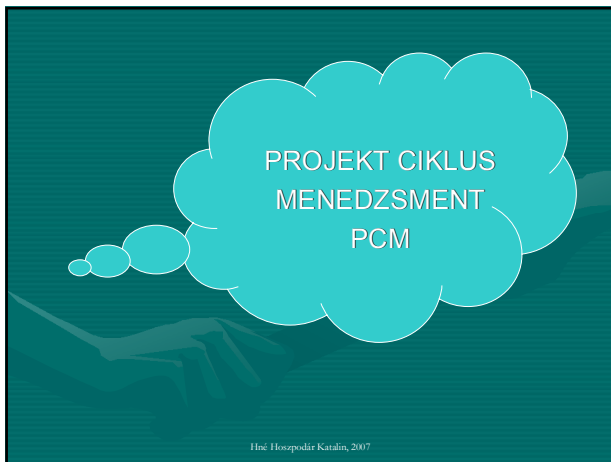 PROJEKT CIKLUS
MENEDZSMENT
PCM
Hné Hoszpodár Katalin, 2007